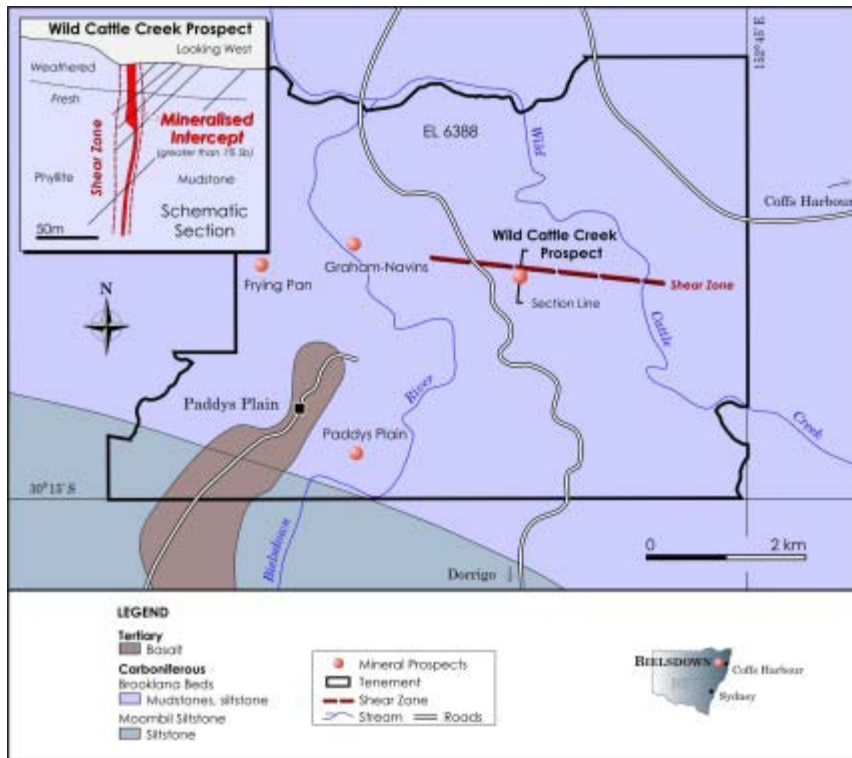 Wild Cattle Creek Prospect
Looking West
Weathered
Fresh
Mineralised
Intercept
(greater than 1% Sb)
Shear Zone
Phyllite
Mudstone
Schematic
Section
50m
152°45' E
EL 6388
Wild
Coffs Harbour
Wild Cattle Creek
Prospect
Graham-Navins
Frying Pan
Shear Zone
Section Line
N
Cattle
River
Paddys Plain
Paddys Plain
Creek
30°15' S
0 2 km
Bielsdown
Dorrigo
LEGEND
Tertiary
Basalt
Carboniferous
Brooklana Beds
Mudstones, siltstone
Moombil Siltstone
Siltstone
Mineral Prospects
Tenement
Shear Zone
Stream Roads
BIELSDOWN
Coffs Harbour
Sydney